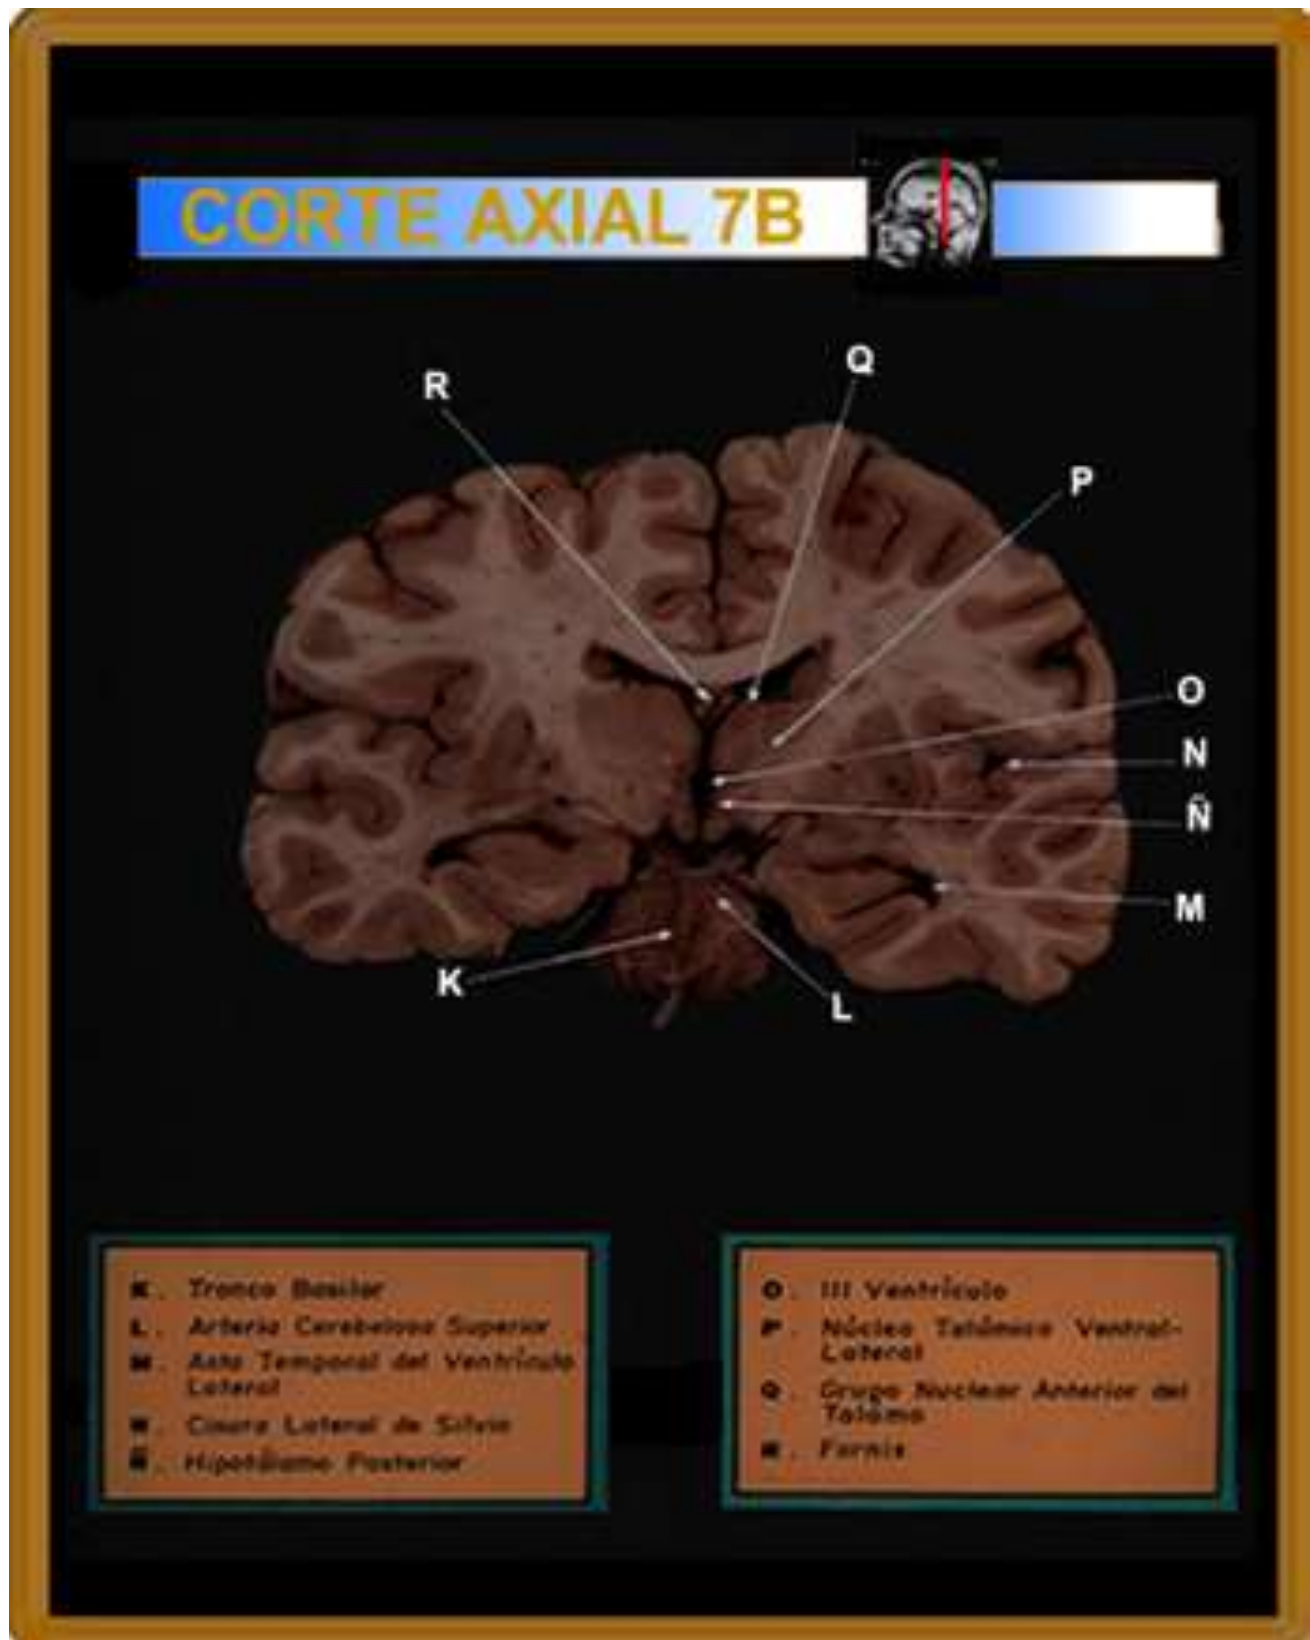 CORTE AXIAL 7B
R
Q
P
O
N
Ñ
M
K
L
K. Tronco Basilar
L. Arteria Cerebelosa Superior
M. Asta Temporal del Ventrículo
Lateral
N. Cisura Lateral de Silvio
Ñ. Hipotálamo Posterior
O. III Ventrículo
P. Núcleo Talámico Ventral-
Lateral
Q. Grupo Nuclear Anterior del
Talámo
R. Fornix